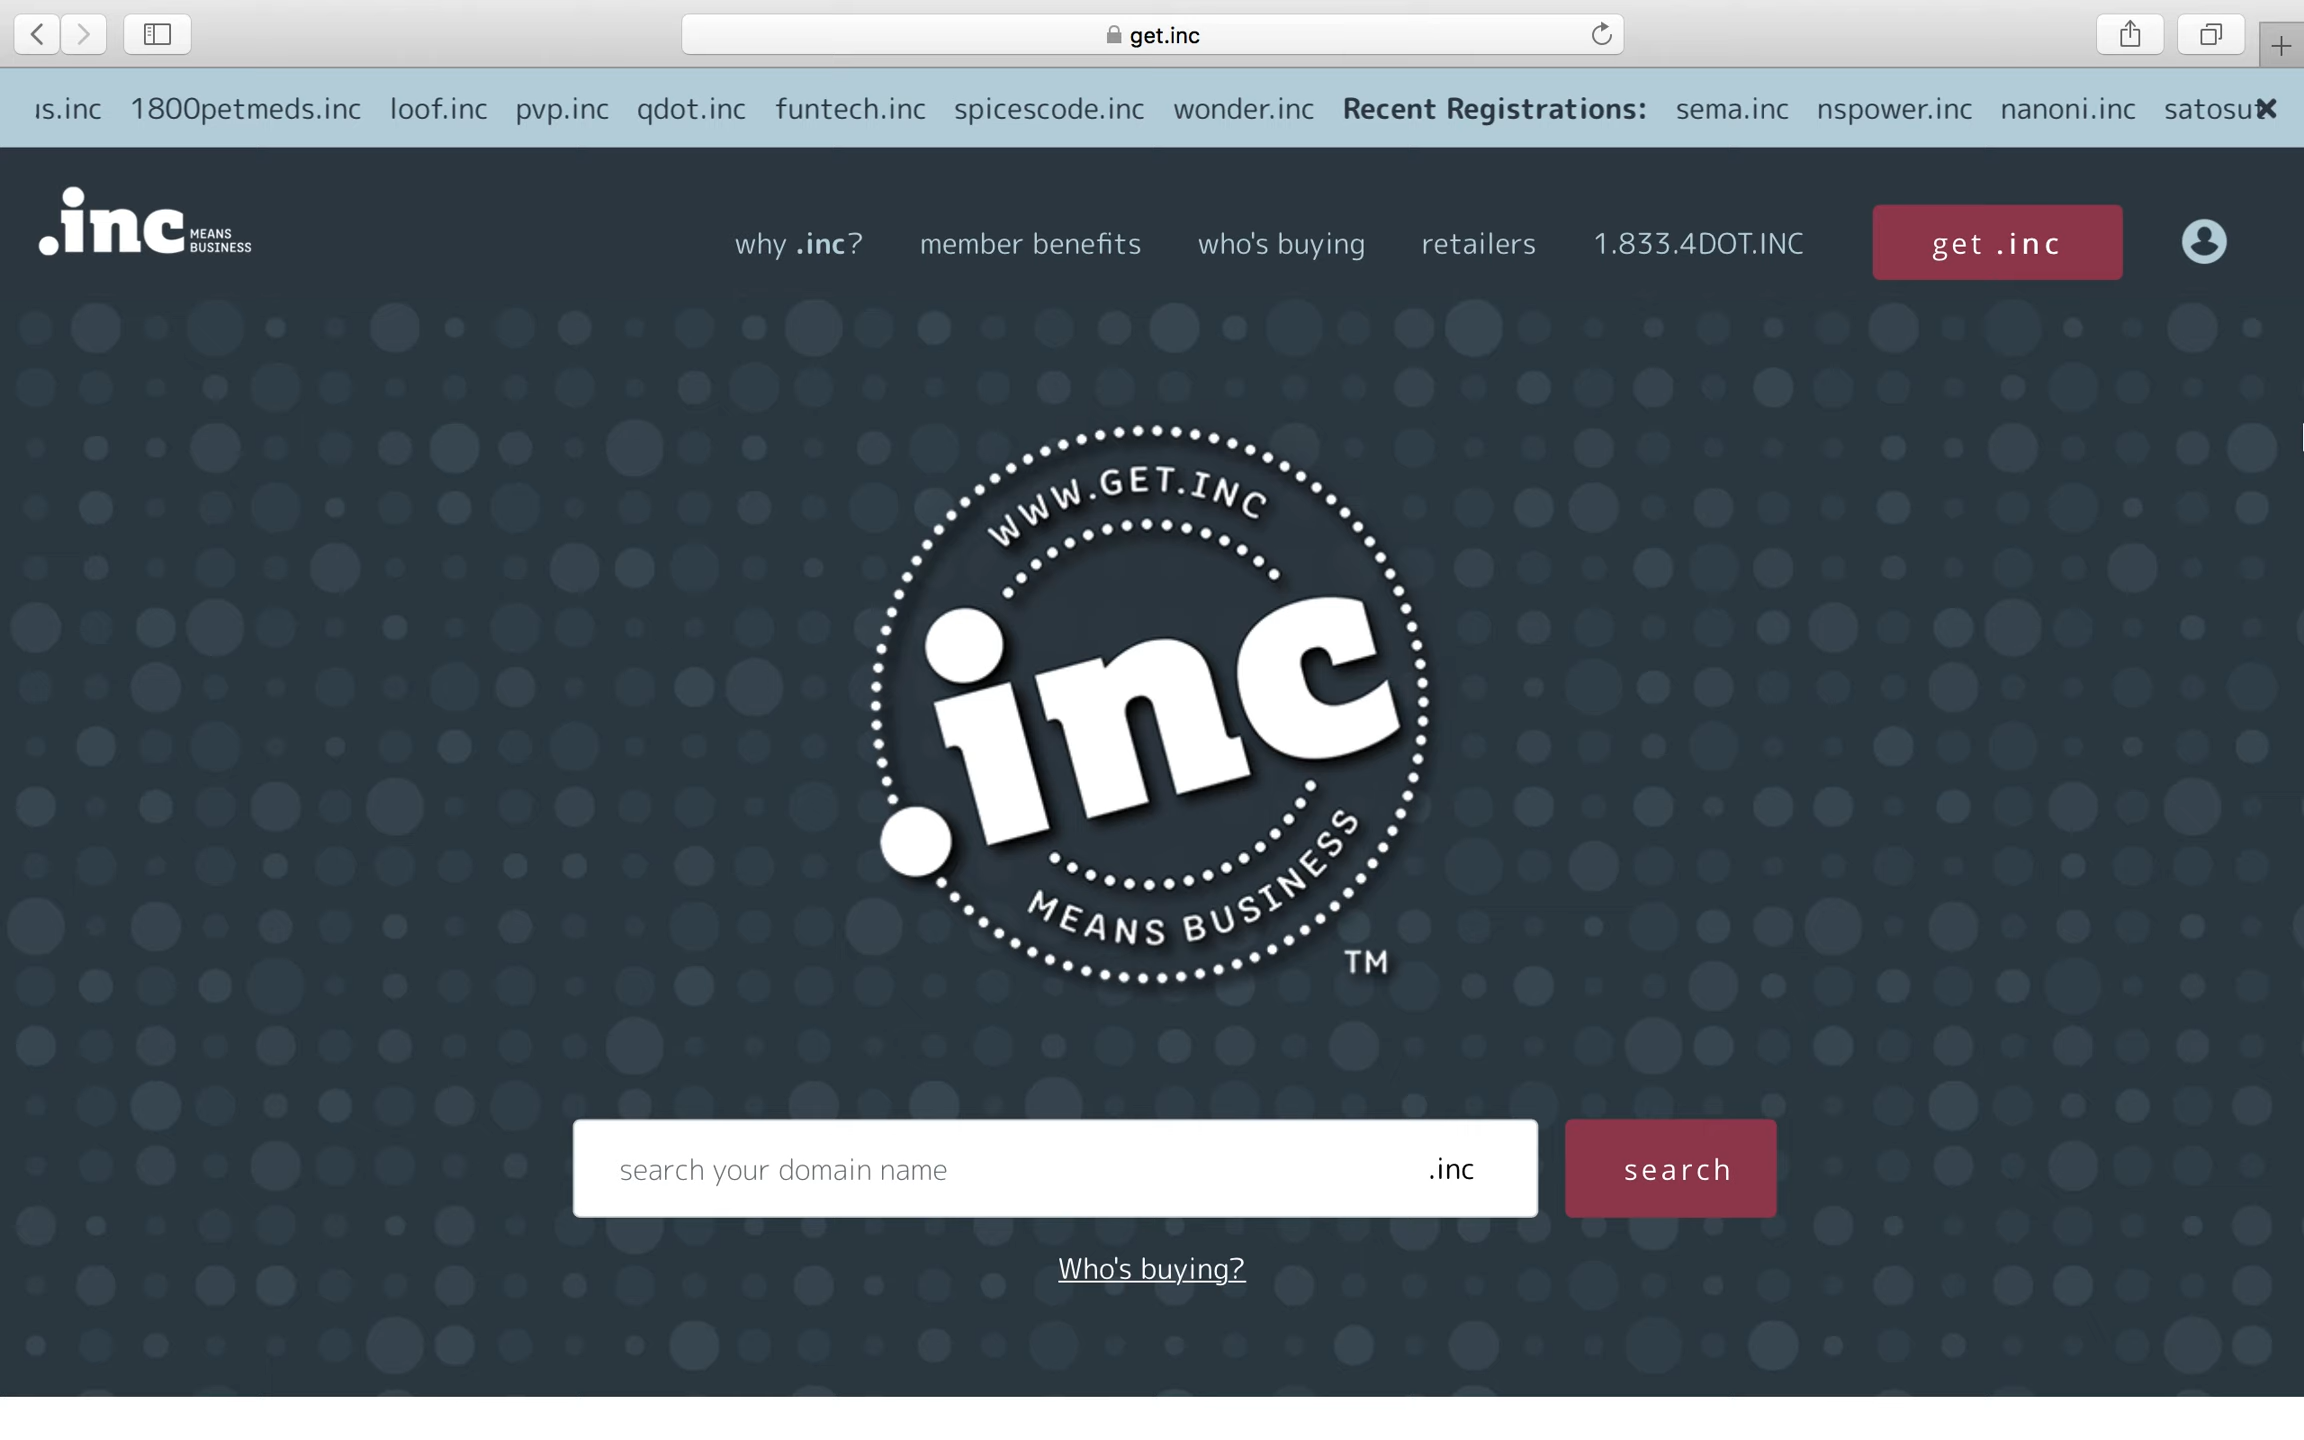 get.inc
1800petmeds.inc loof.inc pvp.inc qdot.inc funtech.inc spicescode.inc wonder.inc Recent Registrations: sema.inc nspower.inc nanoni.inc
.inc MEANS BUSINESS
why .inc? member benefits who's buying retailers 1.833.4DOT.INC get .inc
WWW.GET.INC
.inc
MEANS BUSINESS
TM
search your domain name .inc search
Who's buying?